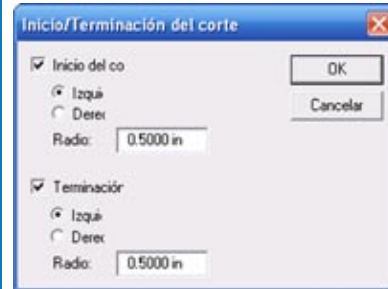 Inicio/Terminación del corte
Inicio del co
OK
Izqui
Cancelar
Derec
Radio: 0.5000 in
Terminación
Izqui
Derec
Radio: 0.5000 in